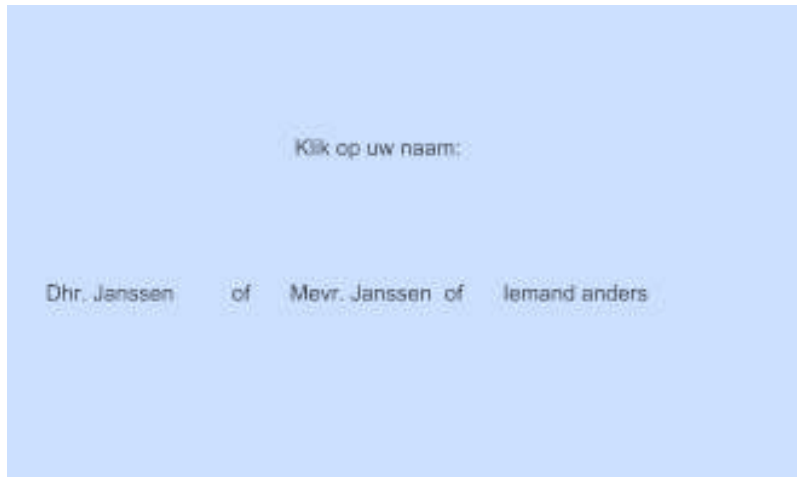 Klik op uw naam:
Dhr. Janssen of Mevr. Janssen of Iemand anders